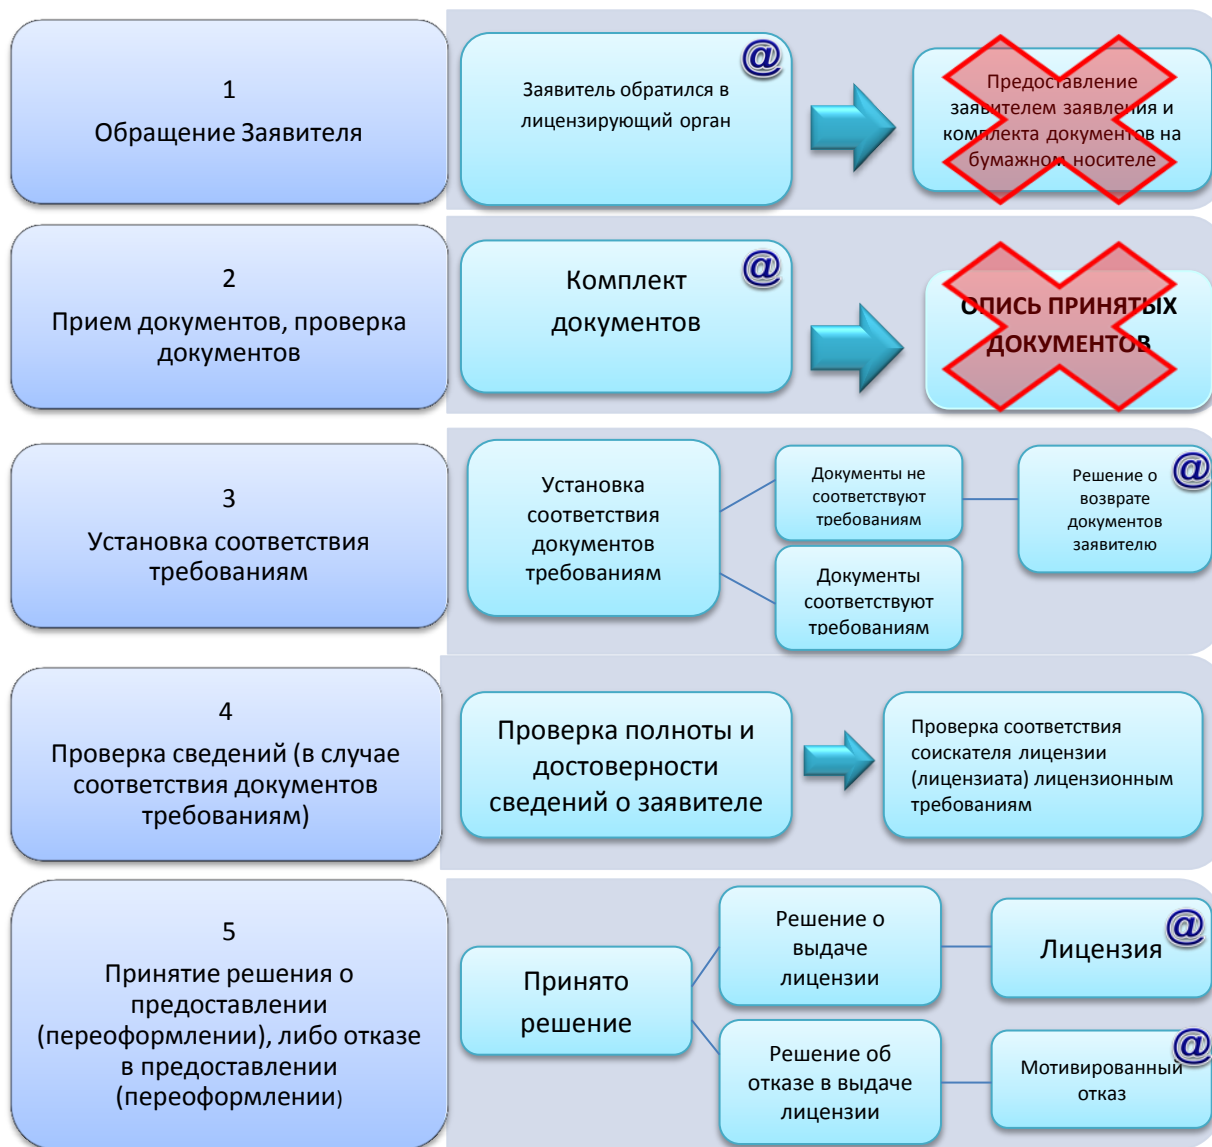 1
Обращение Заявителя
@
Заявитель обратился в
лицензирующий орган
Предоставление
заявителем заявления и
комплекта документов на
бумажном носителе
2
Прием документов, проверка
документов
@
Комплект
документов
ОПИСЬ ПРИНЯТЫХ
ДОКУМЕНТОВ
3
Установка соответствия
требованиям
Установка
соответствия
документов
требованиям
Документы не
соответствуют
требованиям
@
Решение о
возврате
документов
заявителю
Документы
соответствуют
требованиям
4
Проверка сведений (в случае
соответствия документов
требованиям)
Проверка полноты и
достоверности
сведений о заявителе
Проверка соответствия
соискателя лицензии
(лицензиата) лицензионным
требованиям
5
Принятие решения о
предоставлении
(переоформлении), либо отказе
в предоставлении
(переоформлении)
Принято
решение
Решение о
выдаче
лицензии
@
Лицензия
Решение об
отказе в выдаче
лицензии
@
Мотивированный
отказ